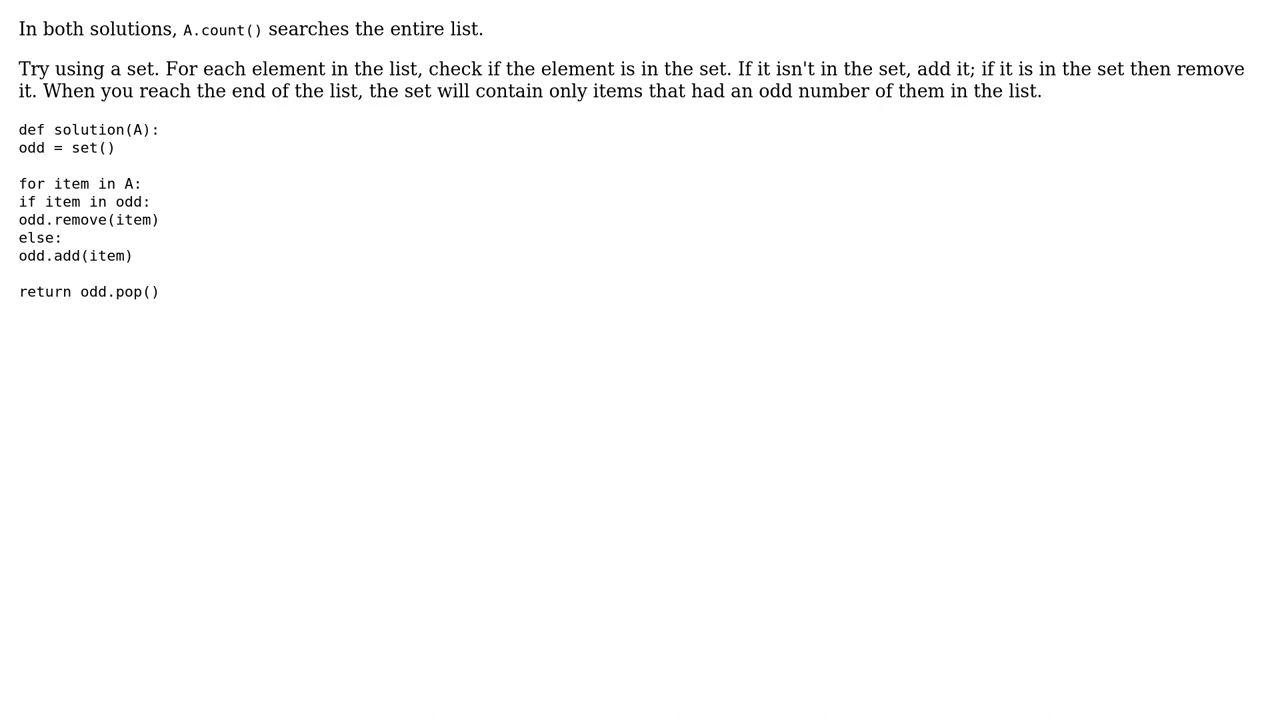 In both solutions, A.count() searches the entire list.
Try using a set. For each element in the list, check if the element is in the set. If it isn't in the set, add it; if it is in the set then remove
it. When you reach the end of the list, the set will contain only items that had an odd number of them in the list.
def solution(A):
odd = set()
for item in A:
if item in odd:
odd.remove(item)
else:
odd.add(item)
return odd.pop()